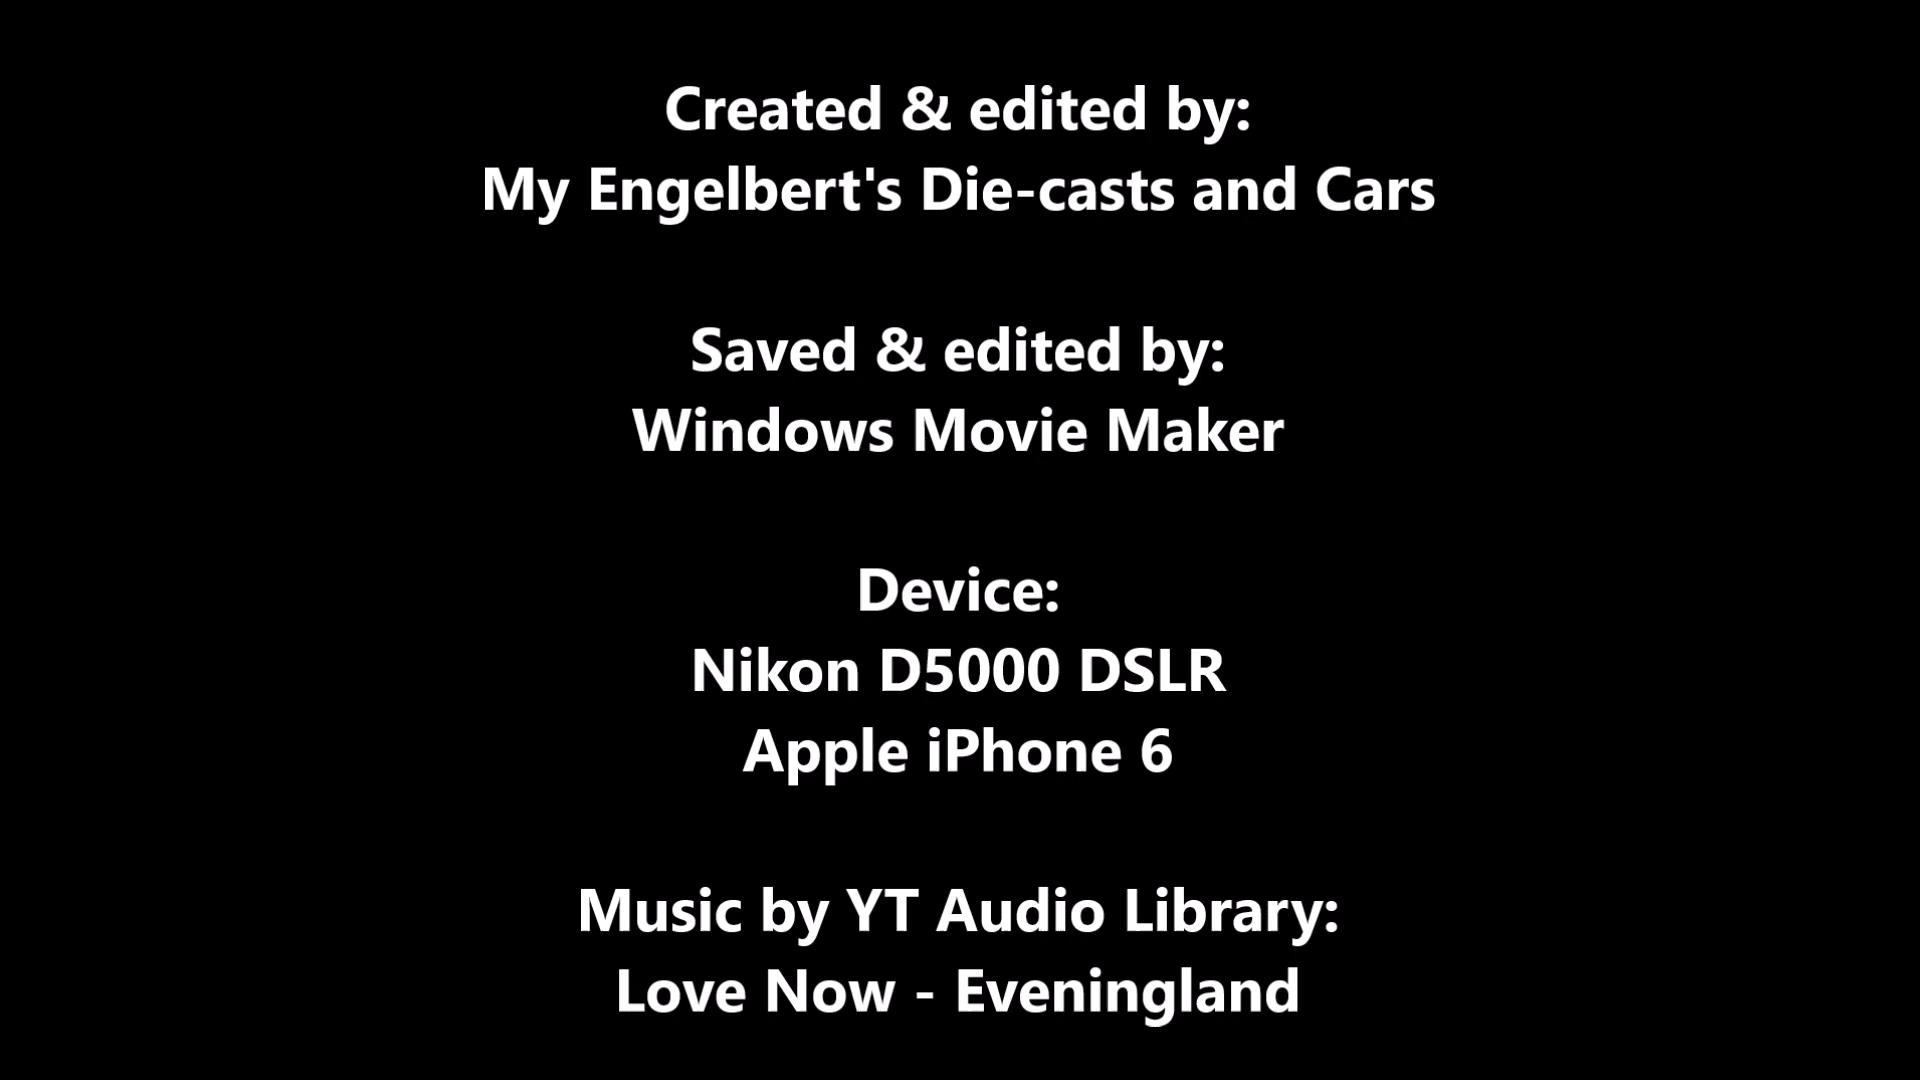 Created & edited by:
My Engelbert's Die-casts and Cars
Saved & edited by:
Windows Movie Maker
Device:
Nikon D5000 DSLR
Apple iPhone 6
Music by YT Audio Library:
Love Now - Eveningland